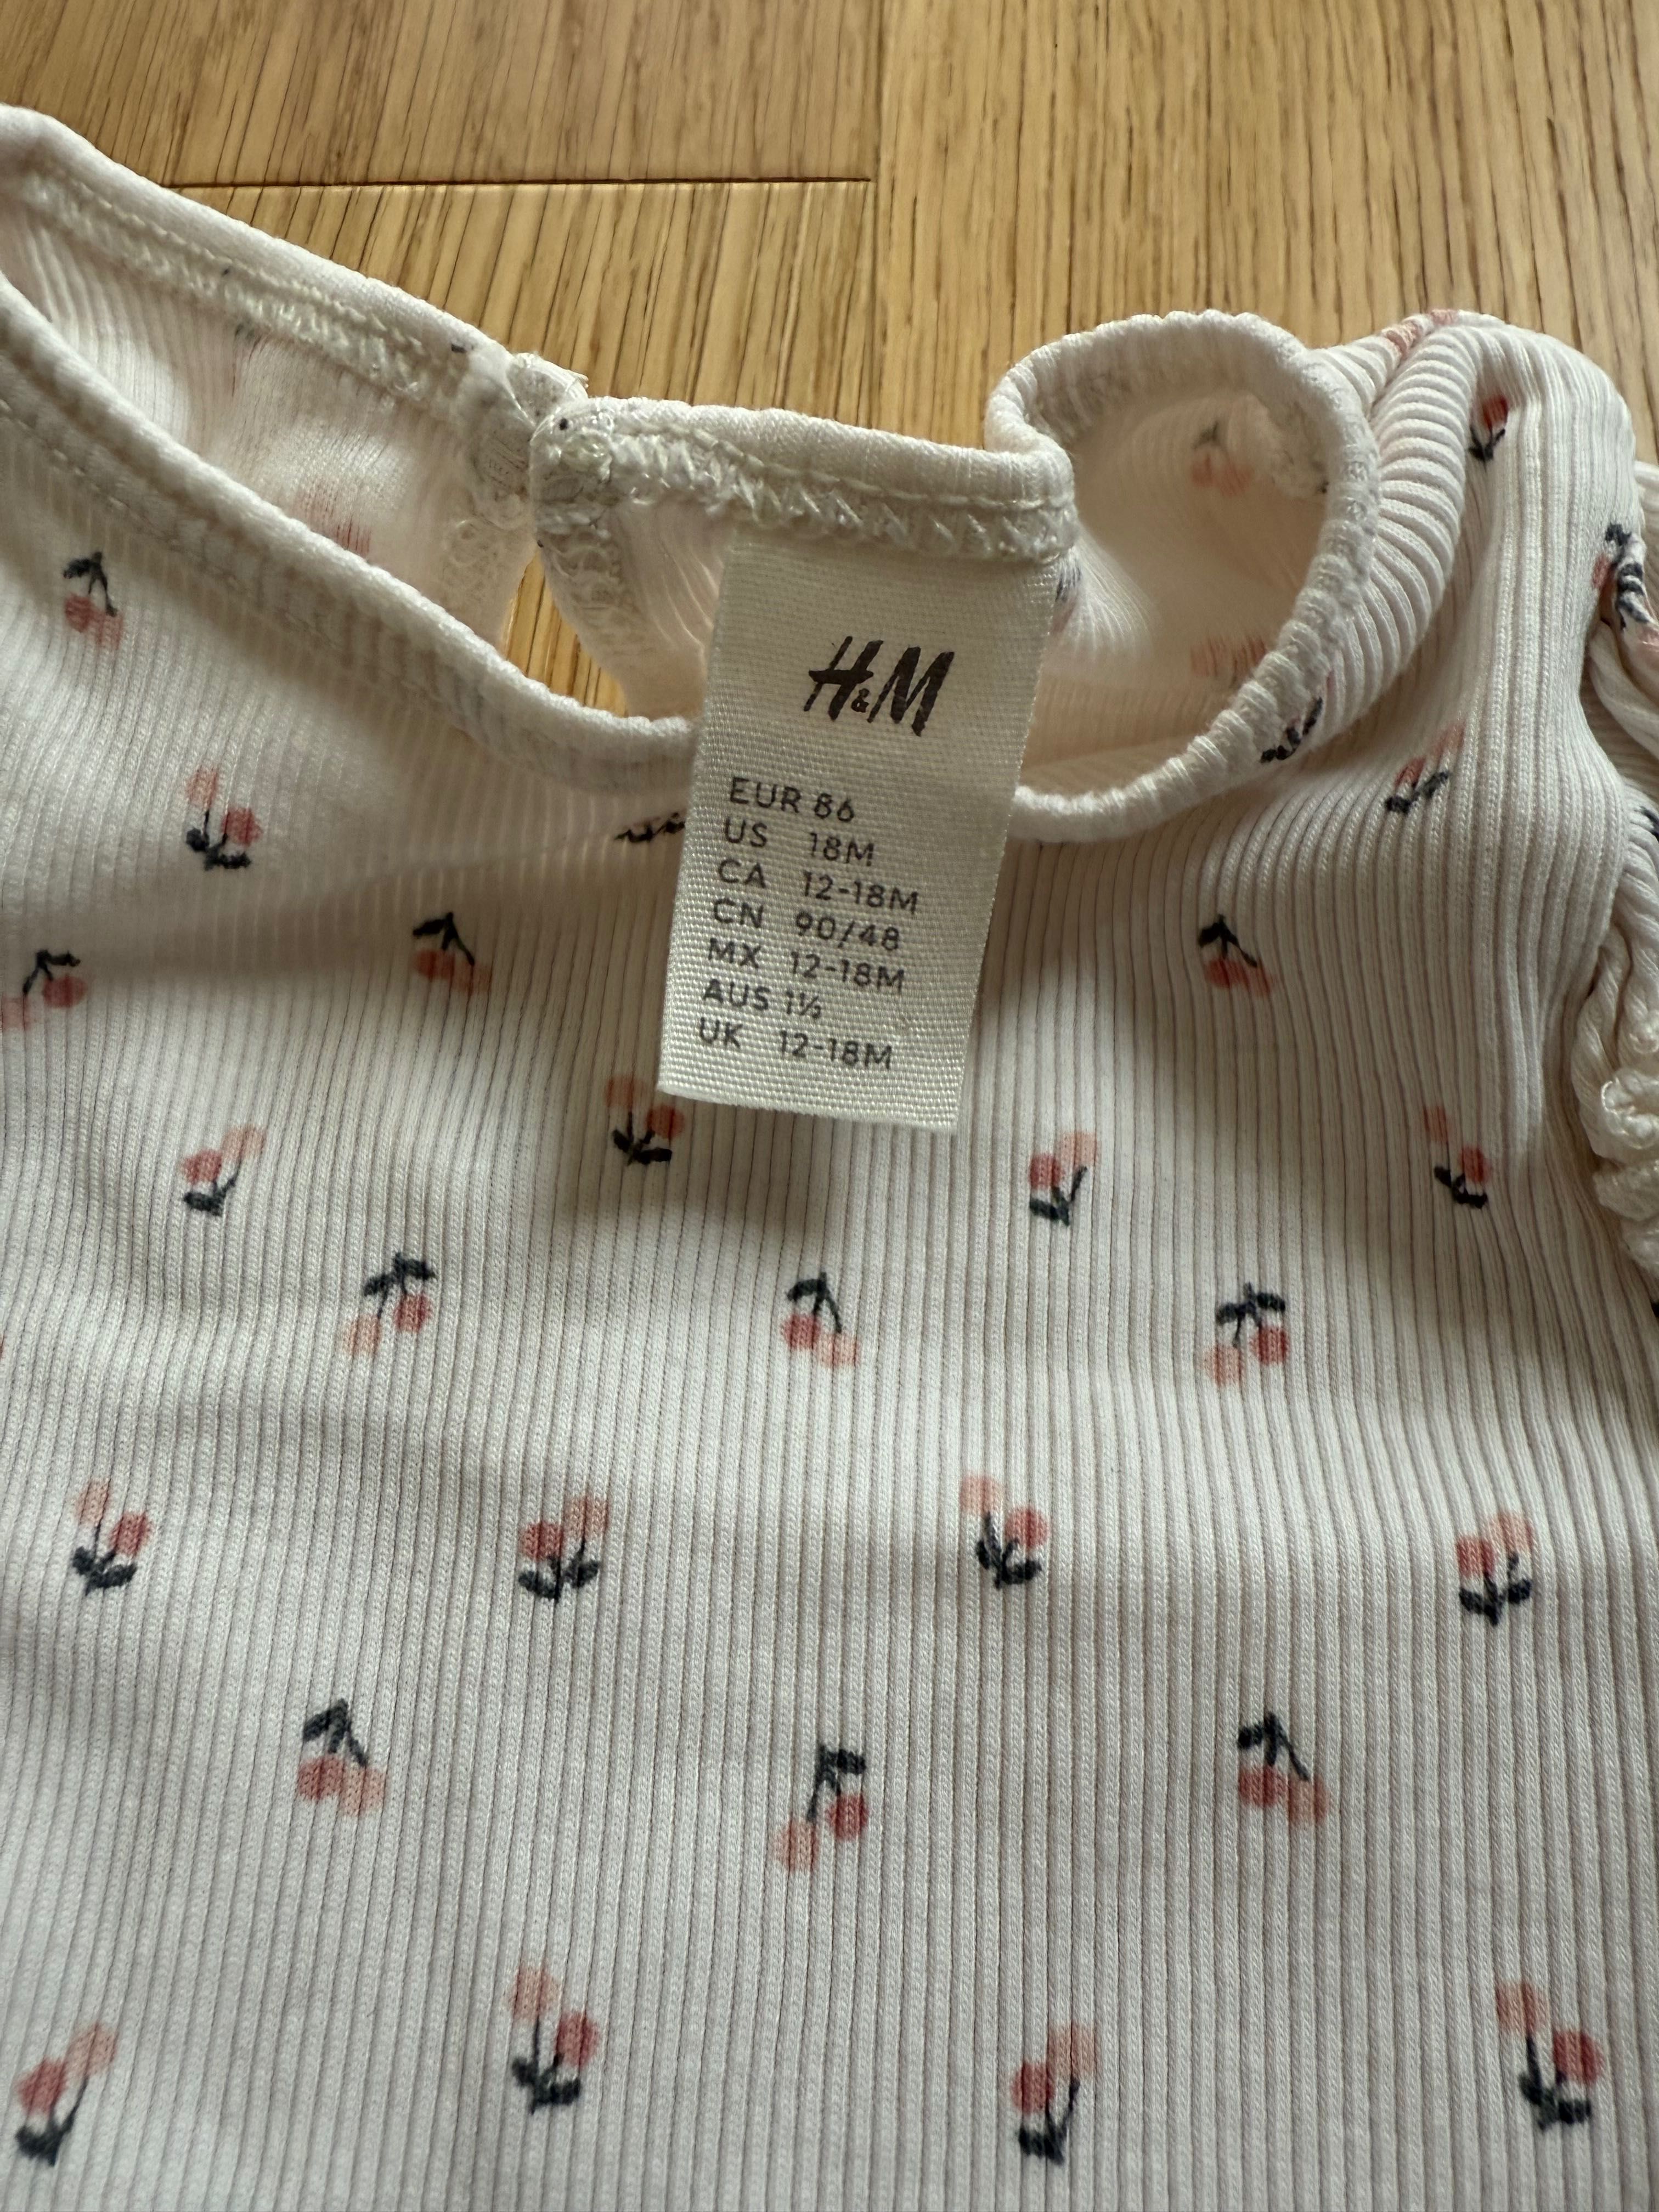 H&M
EUR 86
US 18M
CA 12-18M
CN 90/48
MX 12-18M
AUS 1½
UK 12-18M